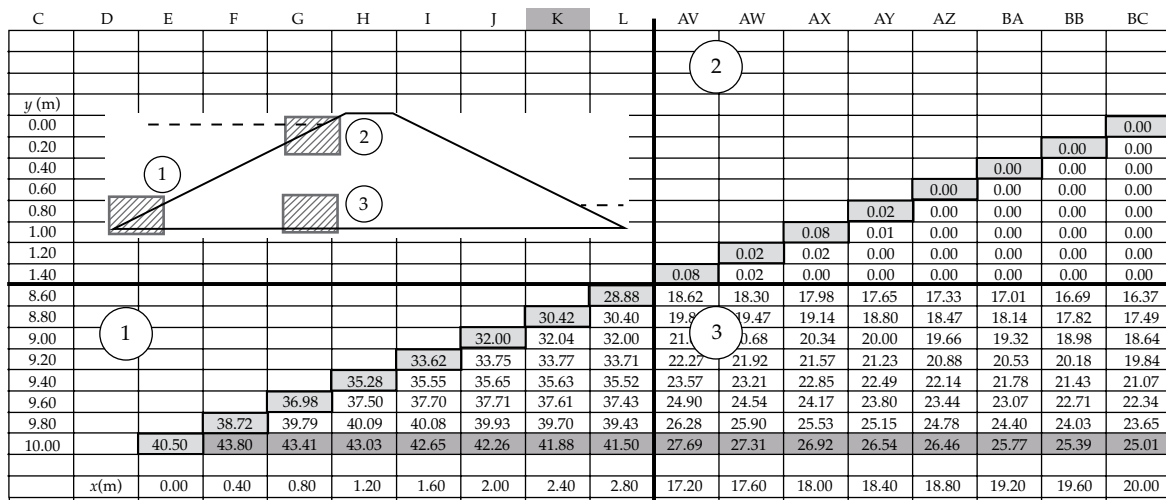 C D E F G H I J K L AV AW AX AY AZ BA BB BC
2
y (m)
0.00 0.00
0.20 0.00 0.00
0.40 0.00 0.00 0.00
0.60 0.00 0.00 0.00 0.00
0.80 0.02 0.00 0.00 0.00 0.00
1.00 0.08 0.01 0.00 0.00 0.00 0.00
1.20 0.02 0.02 0.00 0.00 0.00 0.00 0.00
1.40 0.08 0.02 0.00 0.00 0.00 0.00 0.00 0.00
2
1
3
8.60 28.88 18.62 18.30 17.98 17.65 17.33 17.01 16.69 16.37
8.80 30.42 30.40 19.47 19.14 18.80 18.47 18.14 17.82 17.49
1 3
9.00 32.00 32.04 32.00 20.34 20.00 19.66 19.32 18.98 18.64
9.20 33.62 33.75 33.77 33.71 22.27 21.92 21.57 21.23 20.88 20.53 20.18 19.84
9.40 35.28 35.55 35.65 35.63 35.52 23.57 23.21 22.85 22.49 22.14 21.78 21.43 21.07
9.60 36.98 37.50 37.70 37.71 37.61 37.43 24.90 24.54 24.17 23.80 23.44 23.07 22.71 22.34
9.80 38.72 39.79 40.09 40.08 39.93 39.70 39.43 26.28 25.90 25.53 25.15 24.78 24.40 24.03 23.65
10.00 40.50 43.80 43.41 43.03 42.65 42.26 41.88 41.50 27.69 27.31 26.92 26.54 26.46 25.77 25.39 25.01
x(m) 0.00 0.40 0.80 1.20 1.60 2.00 2.40 2.80 17.20 17.60 18.00 18.40 18.80 19.20 19.60 20.00